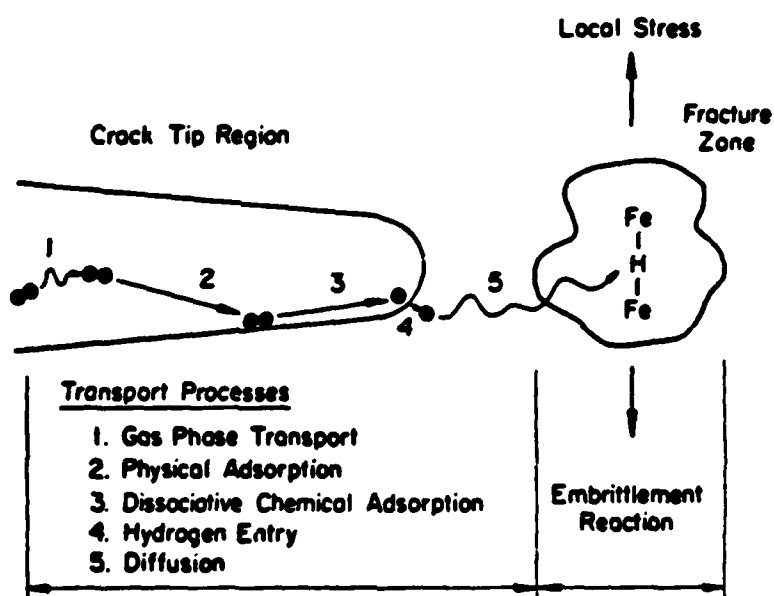 Local Stress
Crack Tip Region
Fracture
Zone
Fe
H
Fe
1
2
3
4
5
Transport Processes
1. Gas Phase Transport
2. Physical Adsorption
3. Dissociative Chemical Adsorption
4. Hydrogen Entry
5. Diffusion
Embrittlement
Reaction